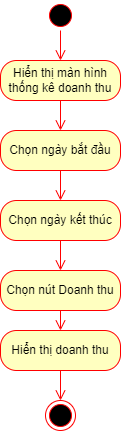 Hiển thị màn hình
thống kê doanh thu
Chọn ngày bắt đầu
Chọn ngày kết thúc
Chọn nút Doanh thu
Hiển thị doanh thu